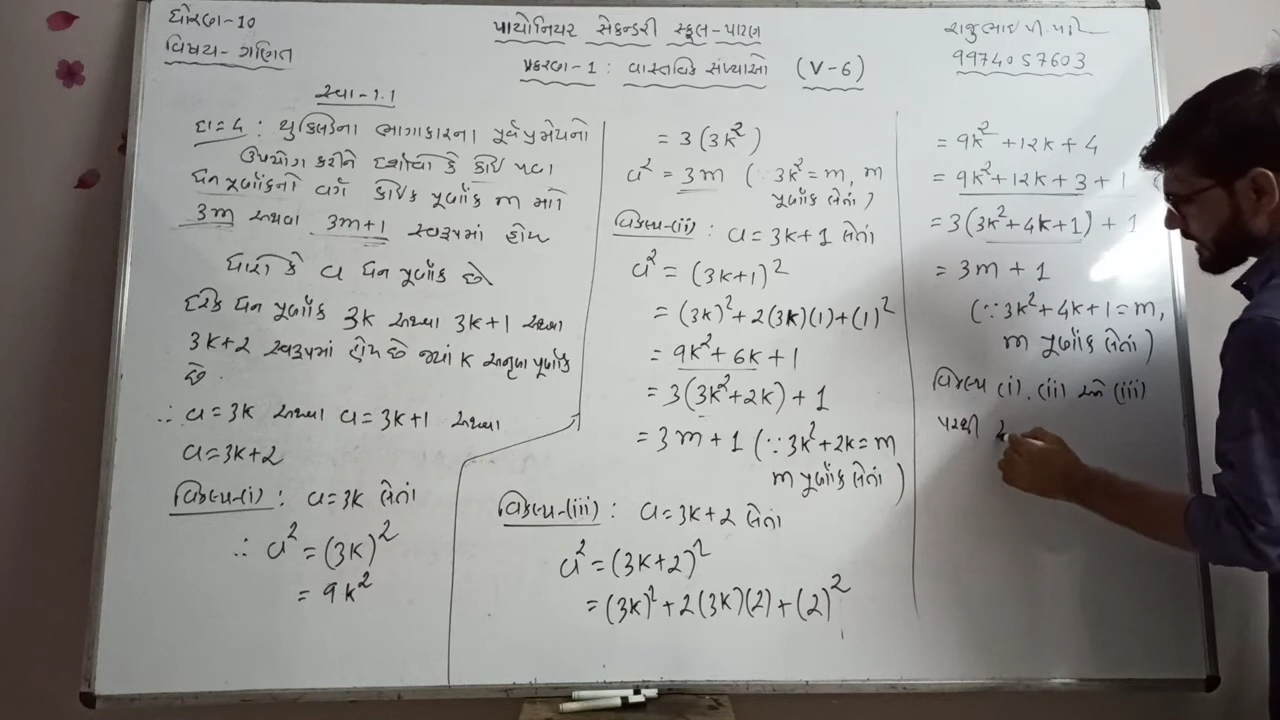 ધોરણ-10
વિષય- ગણિત
પાયોનિયર સેકન્ડરી સ્કૂલ-પાટણ
પ્રકરણ-1 : વાસ્તવિક સંખ્યાઓ (V-6)
રાજુભાઇ પી.
9974057603
સ્વા-1.1
દા=4 : યુક્લિડના ભાગાકારના પૂર્વપ્રમેયનો
ઉપયોગ કરીને દર્શાવો કે કોઇ પણ
ધન પૂર્ણાંકનો વર્ગ કોઇક પૂર્ણાંક m માટે
3m અથવા 3m+1 સ્વરૂપમાં હોય
ધારો કે a ધન પૂર્ણાંક છે
દરેક ધન પૂર્ણાંક 3k અથવા 3k+1 અથવા
3k+2 સ્વરૂપમાં હોય છે જ્યાં k અનૃણ પૂર્ણાંક
છે.
∴ a=3k અથવા a=3k+1 અથવા
a=3k+2
વિકલ્પ-(i) : a=3k લેતાં
∴ a² = (3k)²
= 9k²
= 3(3k²)
a² = 3m (∵ 3k²=m, m
પૂર્ણાંક લેતાં)
વિકલ્પ-(ii) : a=3k+1 લેતાં
a² = (3k+1)²
= (3k)²+2(3k)(1)+(1)²
= 9k²+6k+1
= 3(3k²+2k)+1
= 3m+1 (∵3k²+2k=m
m પૂર્ણાંક લેતાં)
વિકલ્પ-(iii) : a=3k+2 લેતાં
a²=(3k+2)²
=(3k)²+2(3k)(2)+(2)²
= 9k²+12k+4
= 9k²+12k+3+1
=3(3k²+4k+1)+1
= 3m+1
(∵3k²+4k+1=m,
m પૂર્ણાંક લેતાં)
વિકલ્પ (i), (ii) અને (iii)
પરથી